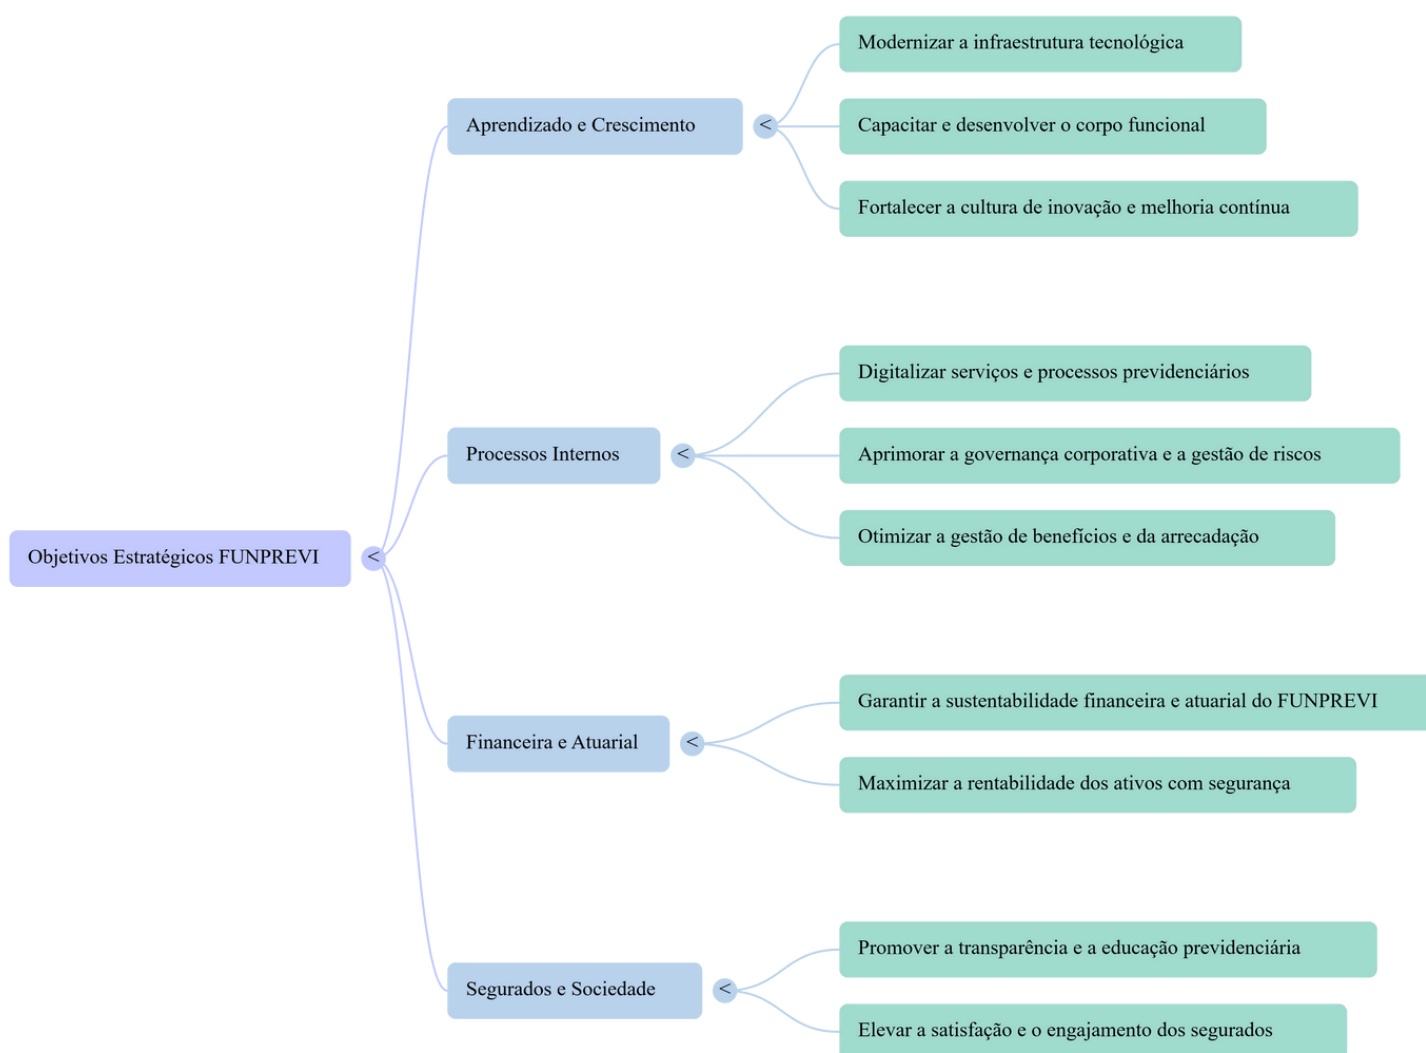 Objetivos Estratégicos FUNPREVI
<
Aprendizado e Crescimento
<
Modernizar a infraestrutura tecnológica
Capacitar e desenvolver o corpo funcional
Fortalecer a cultura de inovação e melhoria contínua
Processos Internos
<
Digitalizar serviços e processos previdenciários
Aprimorar a governança corporativa e a gestão de riscos
Otimizar a gestão de benefícios e da arrecadação
Financeira e Atuarial
<
Garantir a sustentabilidade financeira e atuarial do FUNPREVI
Maximizar a rentabilidade dos ativos com segurança
Segurados e Sociedade
<
Promover a transparência e a educação previdenciária
Elevar a satisfação e o engajamento dos segurados